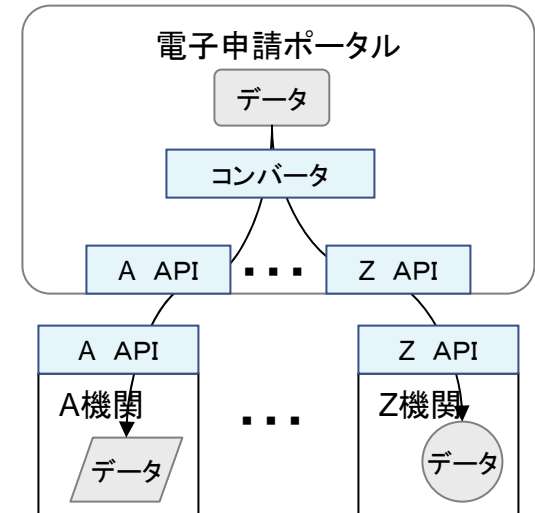 電子申請ポータル
データ
コンバータ
A API ・・・ Z API
A API Z API
A機関 ・・・ Z機関
データ データ